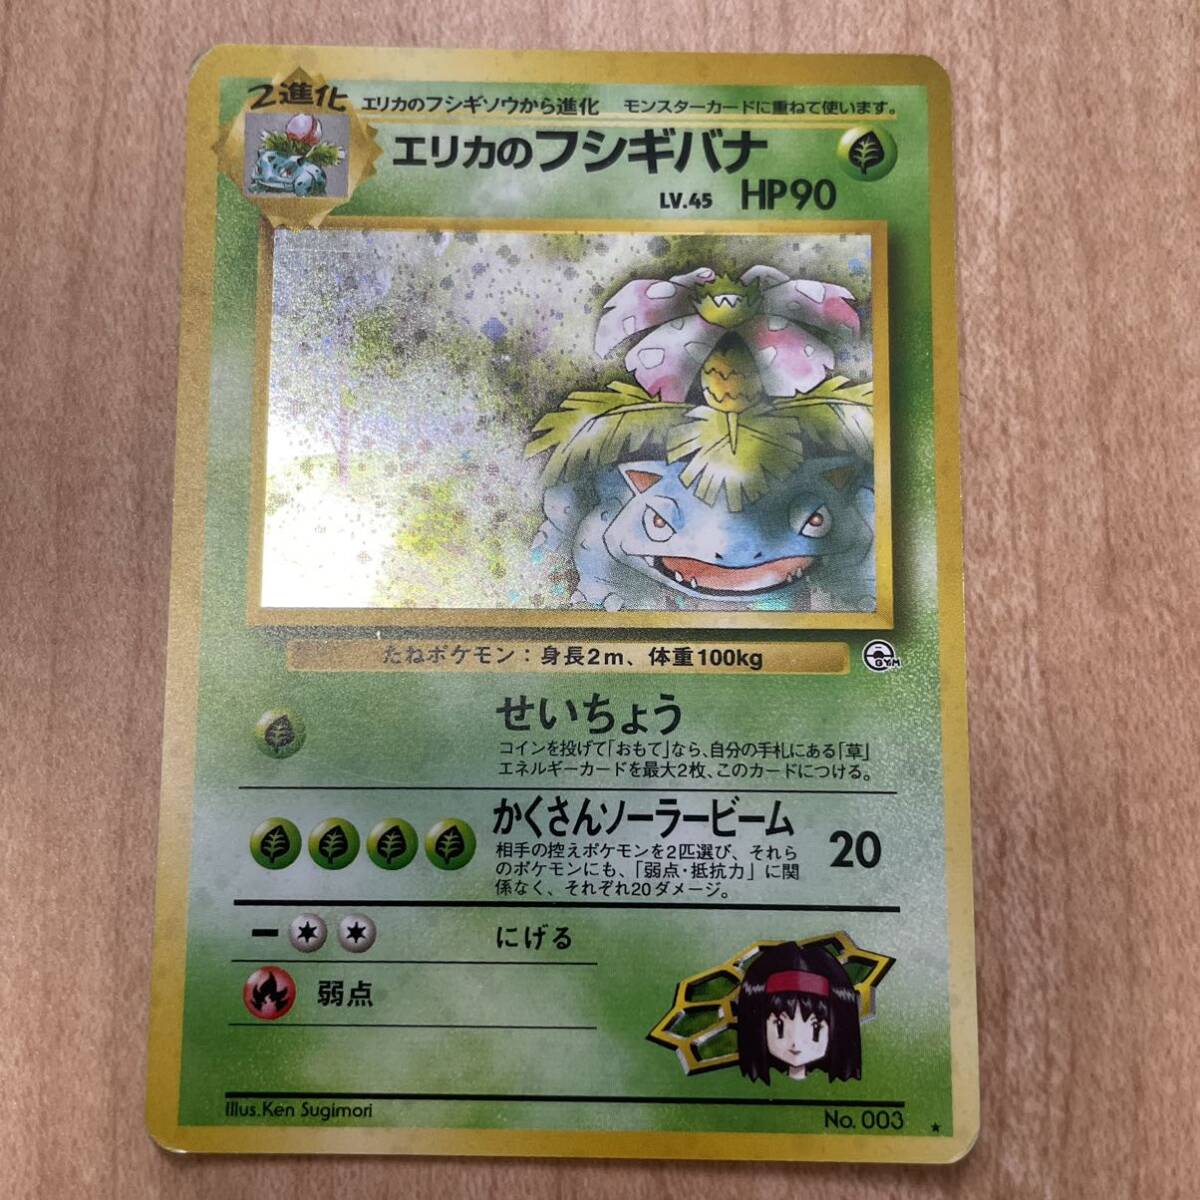 2進化
エリカのフシギソウから進化 モンスターカードに重ねて使います。
エリカのフシギバナ
LV.45 HP90
たねポケモン：身長2m、体重100kg
GYM
せいちょう
コインを投げて「おもて」なら、自分の手札にある「草」
エネルギーカードを最大2枚、このカードにつける。
かくさんソーラービーム
20
相手の控えポケモンを2匹選び、それら
のポケモンにも、「弱点・抵抗力」に関
係なく、それぞれ20ダメージ。
にげる
弱点
Illus.Ken Sugimori
No. 003 ★